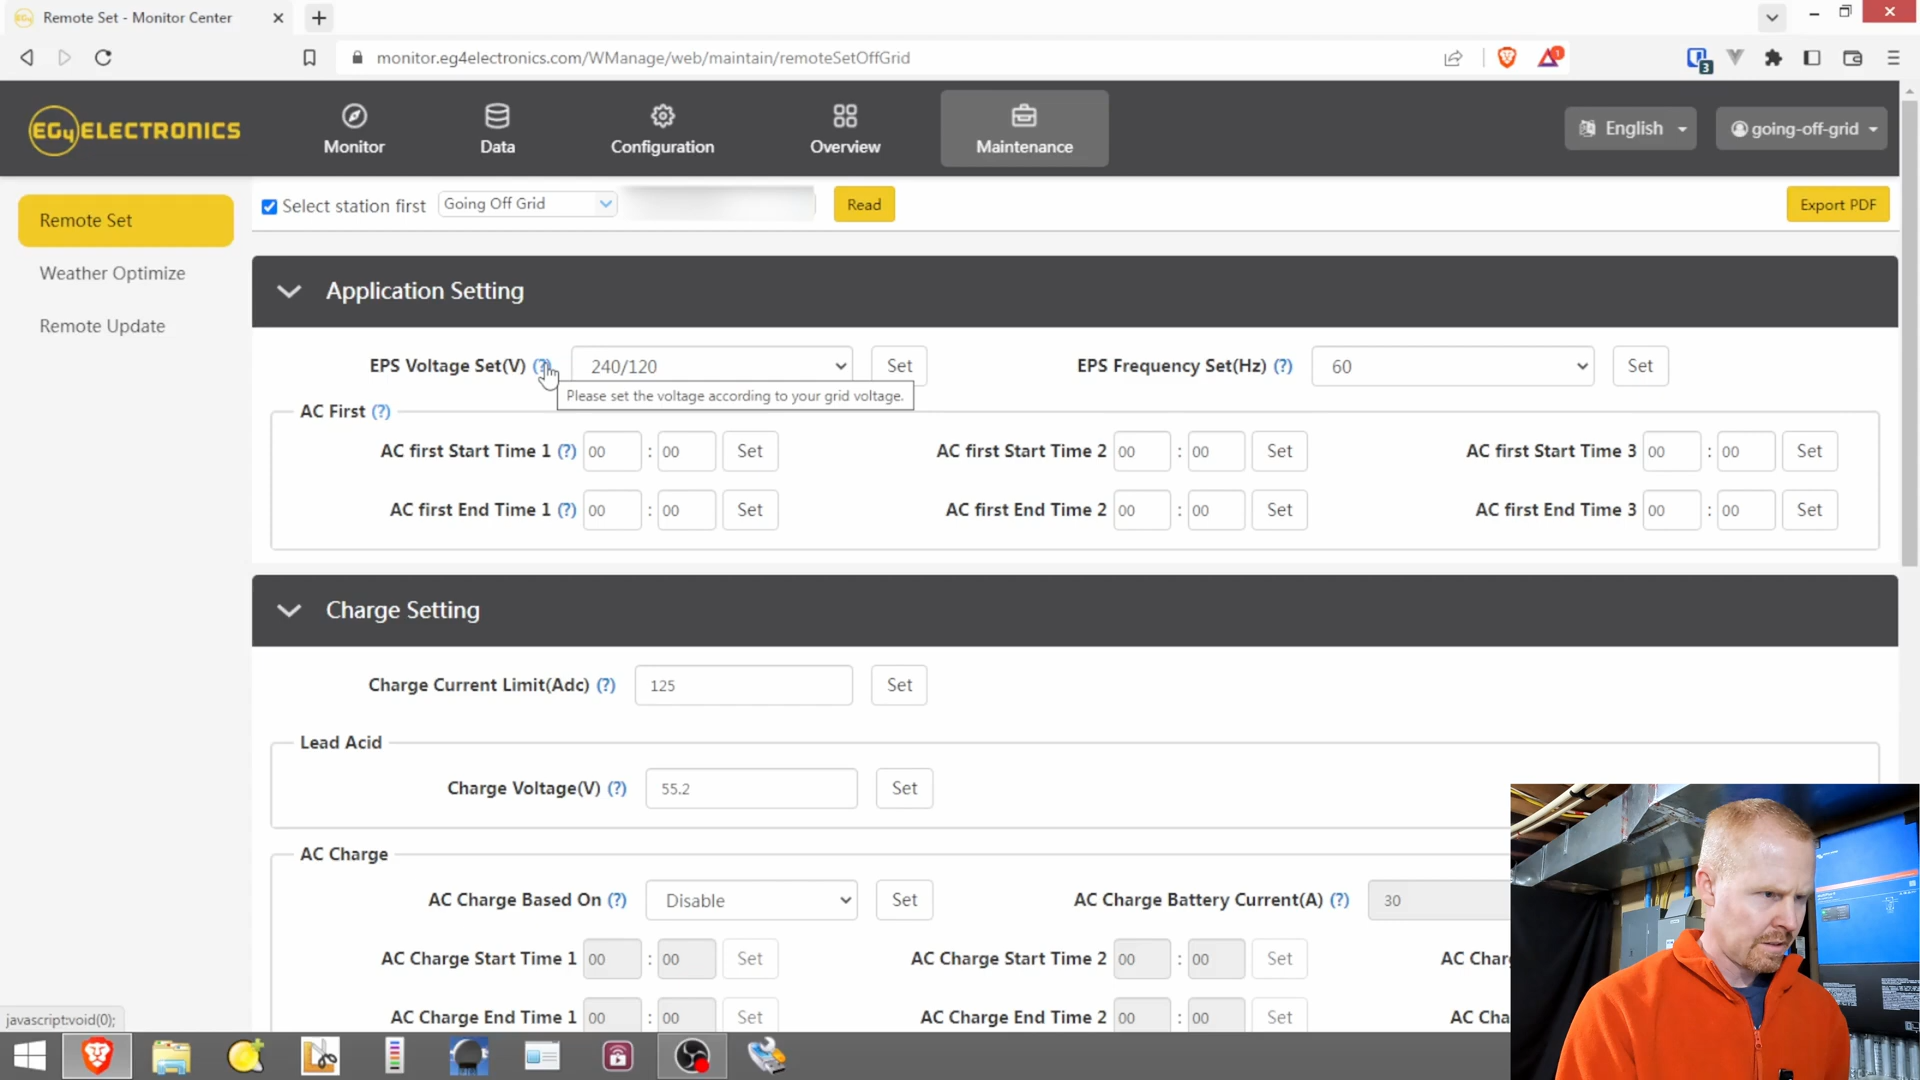 Remote Set - Monitor Center
monitor.eg4electronics.com/WManage/web/maintain/remoteSetOffGrid
1
3
EG4 ELECTRONICS
Monitor
Data
Configuration
Overview
Maintenance
English
going-off-grid
Remote Set
Weather Optimize
Remote Update
Select station first
Going Off Grid
Read
Export PDF
Application Setting
EPS Voltage Set(V) (?) 240/120 Set
EPS Frequency Set(Hz) (?) 60 Set
Please set the voltage according to your grid voltage.
AC First (?)
AC first Start Time 1 (?) 00 : 00 Set
AC first Start Time 2 00 : 00 Set
AC first Start Time 3 00 : 00 Set
AC first End Time 1 (?) 00 : 00 Set
AC first End Time 2 00 : 00 Set
AC first End Time 3 00 : 00 Set
Charge Setting
Charge Current Limit(Adc) (?) 125 Set
Lead Acid
Charge Voltage(V) (?) 55.2 Set
AC Charge
AC Charge Based On (?) Disable Set
AC Charge Battery Current(A) (?) 30
AC Charge Start Time 1 00 : 00 Set
AC Charge Start Time 2 00 : 00 Set
AC Char
AC Charge End Time 1 00 : 00 Set
AC Charge End Time 2 00 : 00 Set
AC Cha
javascript:void(0);